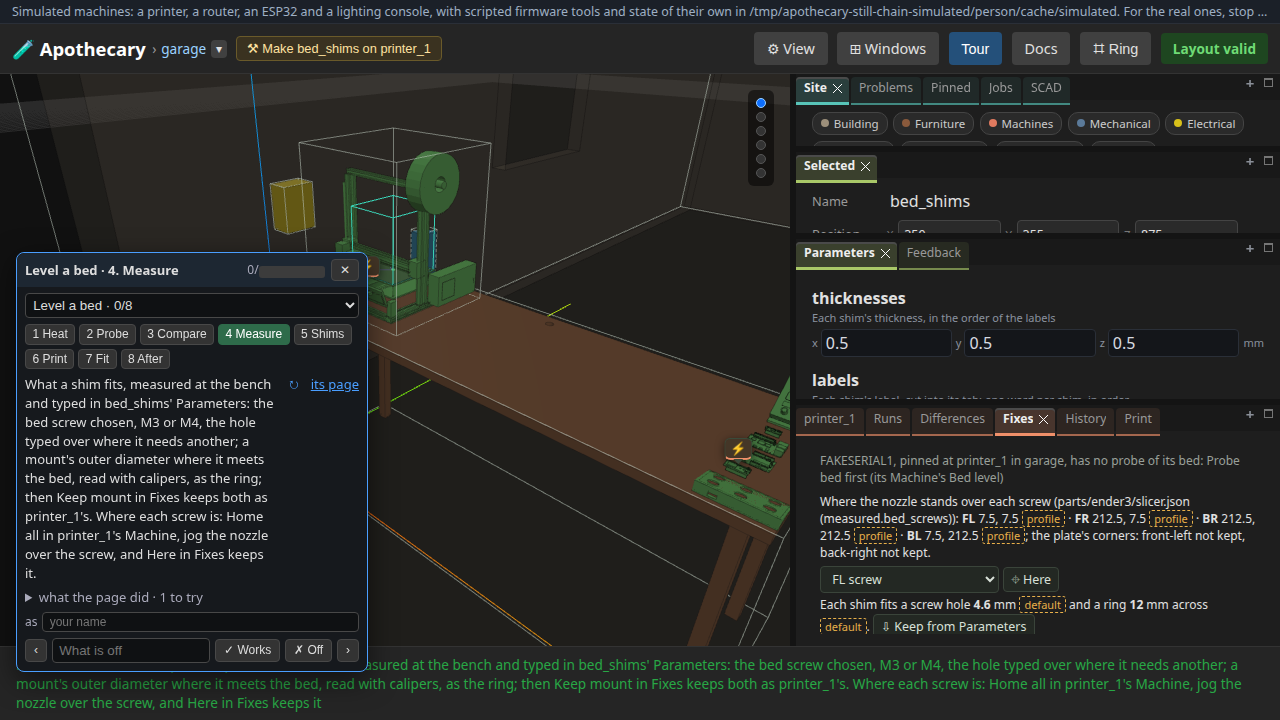 Simulated machines: a printer, a router, an ESP32 and a lighting console, with scripted firmware tools and state of their own in /tmp/apothecary-still-chain-simulated/person/cache/simulated. For the real ones, stop ...
Apothecary › garage ▾ ⚒ Make bed_shims on printer_1 ⚙ View ⊞ Windows Tour Docs ⌗ Ring Layout valid
Site Problems Pinned Jobs SCAD
Building Furniture Machines Mechanical Electrical
Selected
Name bed_shims
Parameters Feedback
thicknesses
Each shim's thickness, in the order of the labels
x 0.5 y 0.5 z 0.5 mm
labels
printer_1 Runs Differences Fixes History Print
FAKESERIAL1, pinned at printer_1 in garage, has no probe of its bed: Probe
bed first (its Machine's Bed level)
Where the nozzle stands over each screw (parts/ender3/slicer.json
(measured.bed_screws)): FL 7.5, 7.5 profile · FR 212.5, 7.5 profile · BR 212.5,
212.5 profile · BL 7.5, 212.5 profile; the plate's corners: front-left not kept,
back-right not kept.
FL screw ⌖ Here
Each shim fits a screw hole 4.6 mm default and a ring 12 mm across
default. ⇩ Keep from Parameters
Level a bed · 4. Measure 0/ ✕
Level a bed · 0/8
1 Heat 2 Probe 3 Compare 4 Measure 5 Shims
6 Print 7 Fit 8 After
What a shim fits, measured at the bench ↻ its page
and typed in bed_shims' Parameters: the
bed screw chosen, M3 or M4, the hole
typed over where it needs another; a
mount's outer diameter where it meets
the bed, read with calipers, as the ring;
then Keep mount in Fixes keeps both as
printer_1's. Where each screw is: Home
all in printer_1's Machine, jog the nozzle
over the screw, and Here in Fixes keeps
it.
▶ what the page did · 1 to try
as your name
‹ What is off ✓ Works ✗ Off ›
asured at the bench and typed in bed_shims' Parameters: the bed screw chosen, M3 or M4, the hole typed over where it needs another; a
mount's outer diameter where it meets the bed, read with calipers, as the ring; then Keep mount in Fixes keeps both as printer_1's. Where each screw is: Home all in printer_1's Machine, jog the
nozzle over the screw, and Here in Fixes keeps it